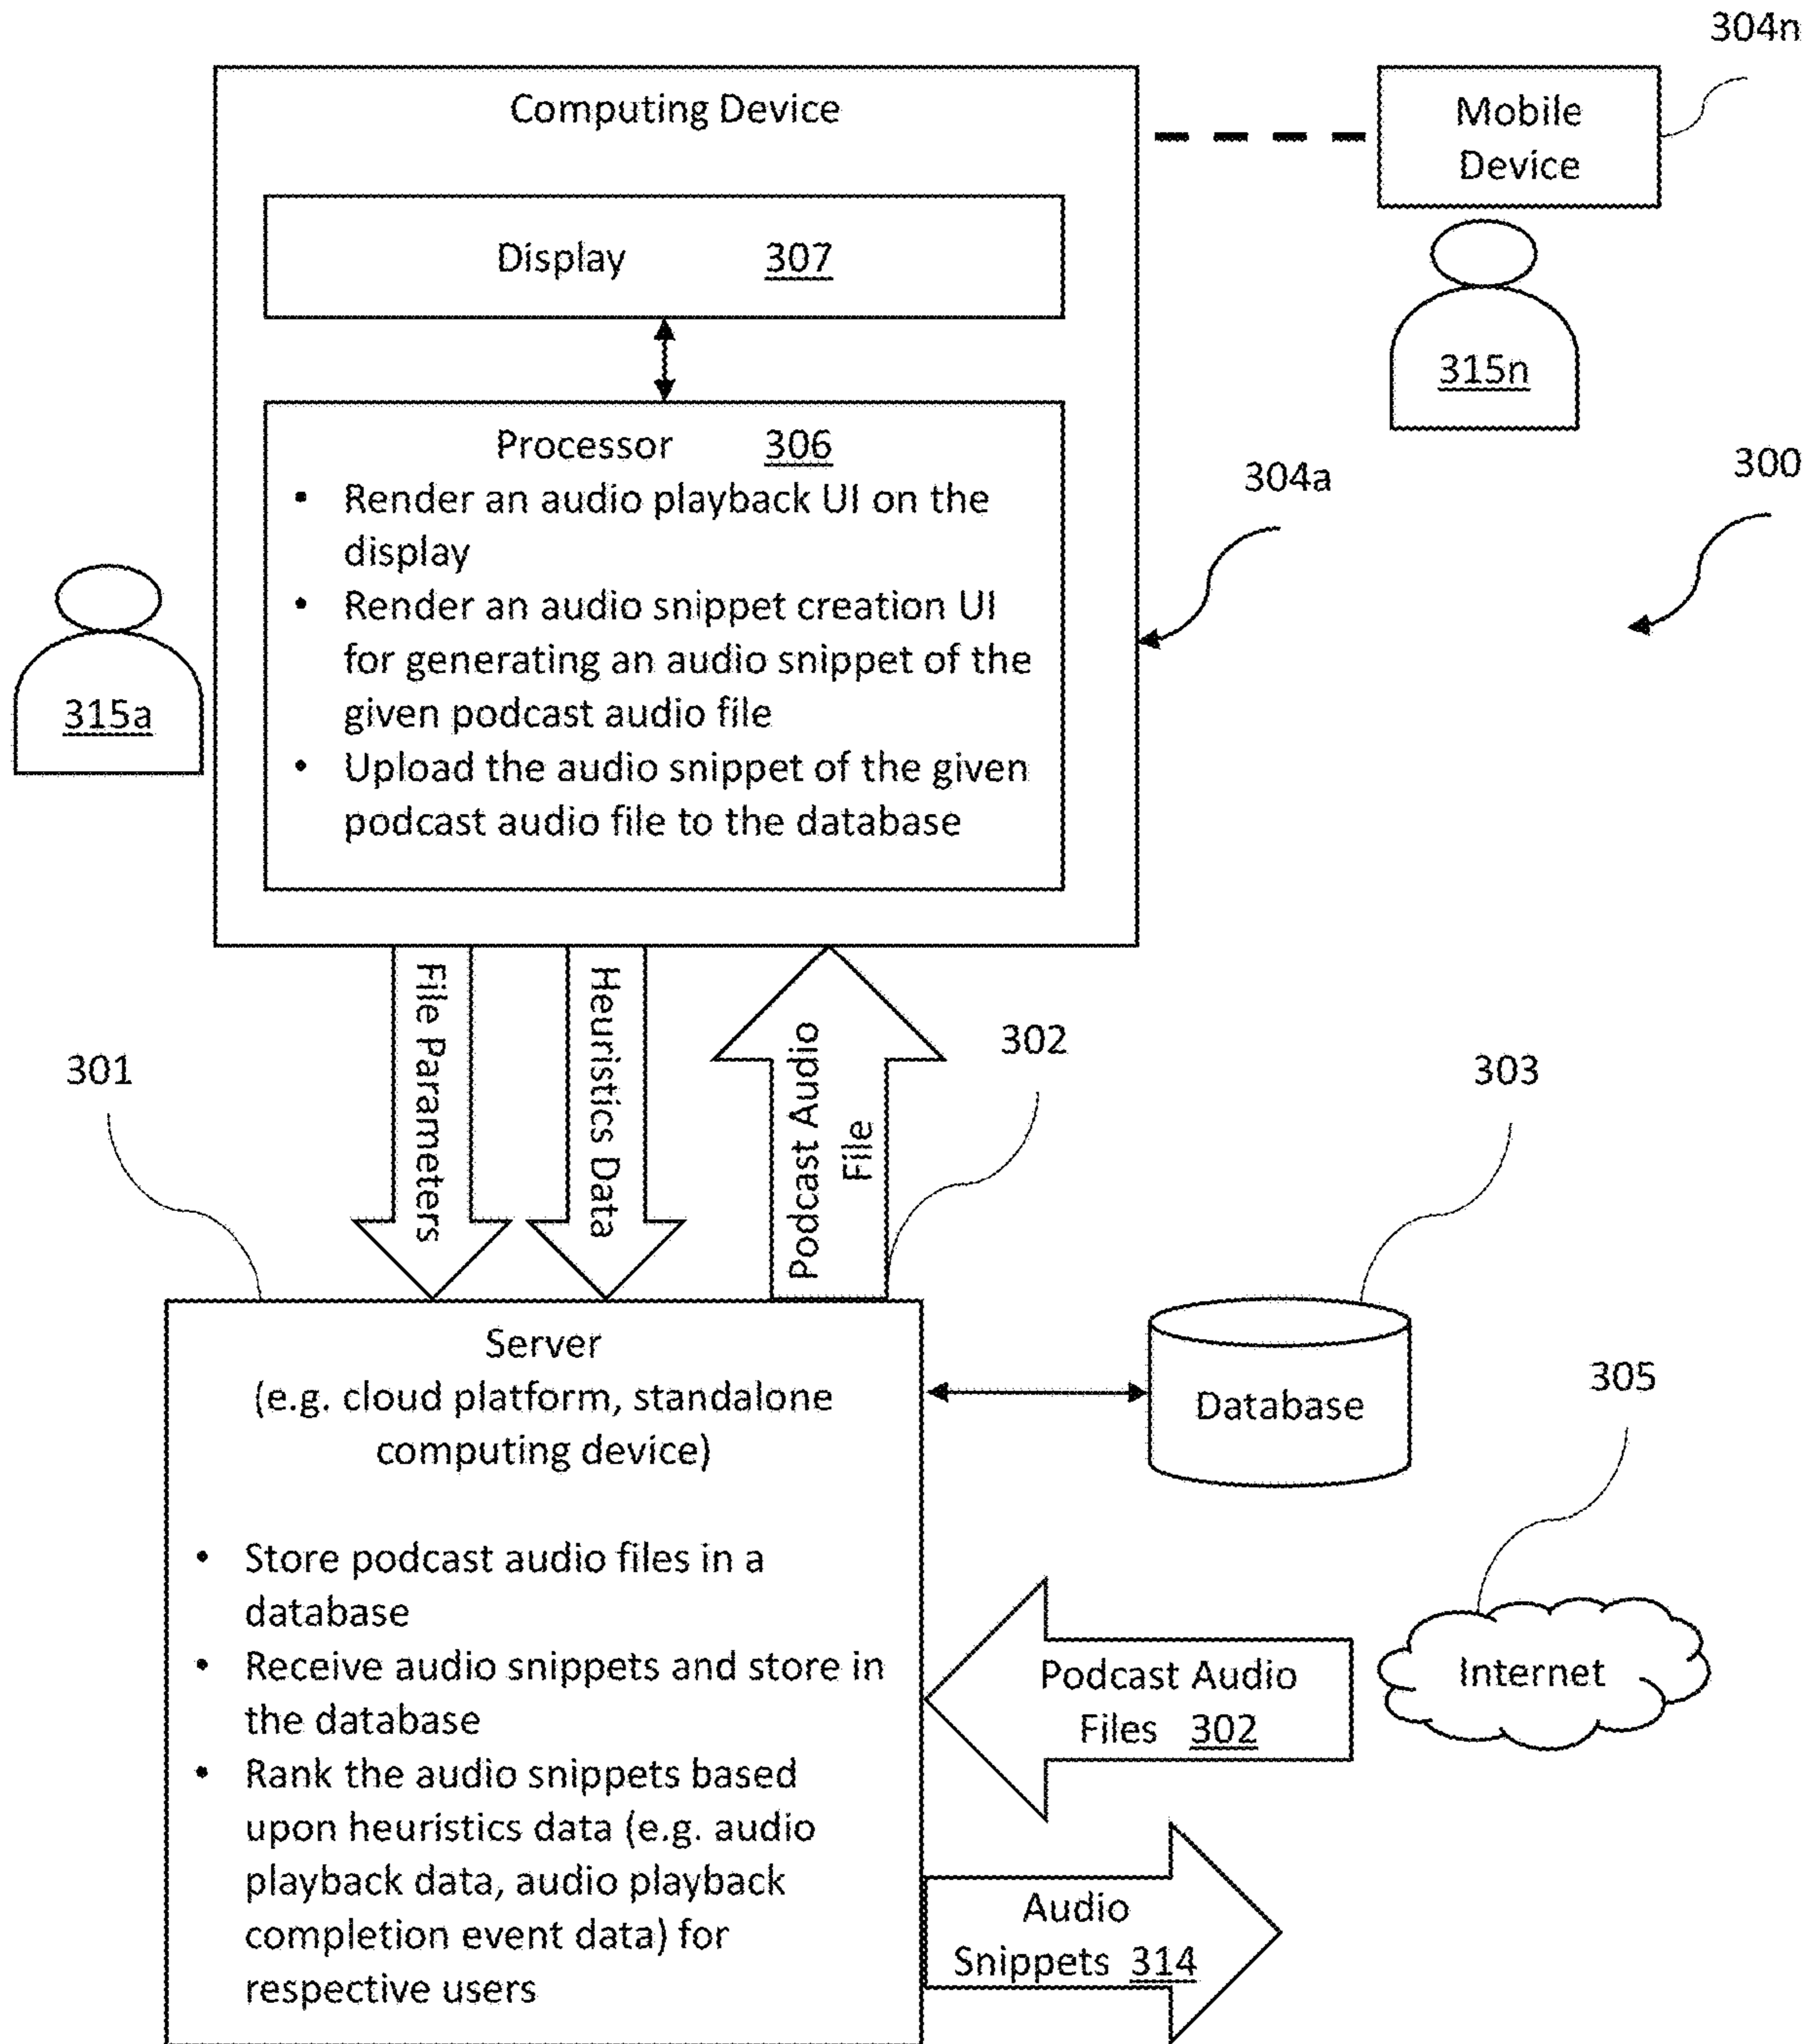 304n
Computing Device
Mobile
Device
Display 307
315n
Processor 306
• Render an audio playback UI on the
display
• Render an audio snippet creation UI
for generating an audio snippet of the
given podcast audio file
• Upload the audio snippet of the given
podcast audio file to the database
304a
300
315a
File Parameters
Heuristics Data
Podcast Audio
File
302
301
303
Server
(e.g. cloud platform, standalone
computing device)
• Store podcast audio files in a
database
• Receive audio snippets and store in
the database
• Rank the audio snippets based
upon heuristics data (e.g. audio
playback data, audio playback
completion event data) for
respective users
Database
305
Internet
Podcast Audio
Files 302
Audio
Snippets 314